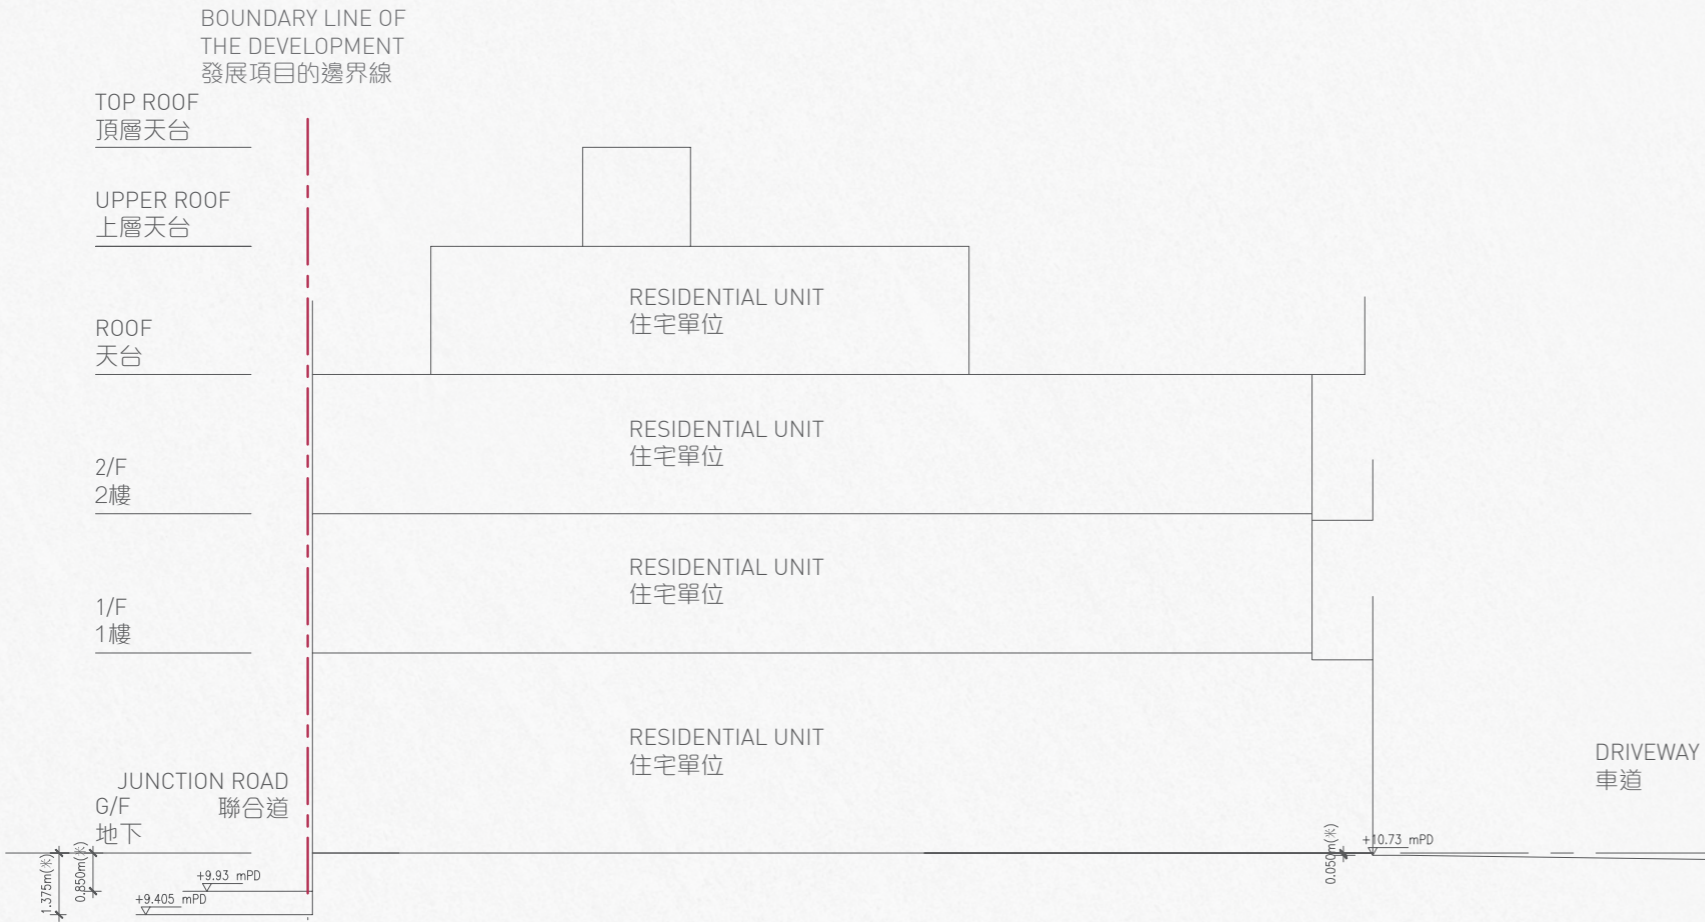 BOUNDARY LINE OF
THE DEVELOPMENT
發展項目的邊界線
TOP ROOF
頂層天台
UPPER ROOF
上層天台
RESIDENTIAL UNIT
住宅單位
ROOF
天台
RESIDENTIAL UNIT
住宅單位
2/F
2樓
RESIDENTIAL UNIT
住宅單位
1/F
1樓
RESIDENTIAL UNIT
住宅單位
DRIVEWAY
車道
JUNCTION ROAD
聯合道
G/F
地下
1.375m(米)
0.850m(米)
+9.93 mPD
+9.405 mPD
0.050m(米)
+10.73 mPD